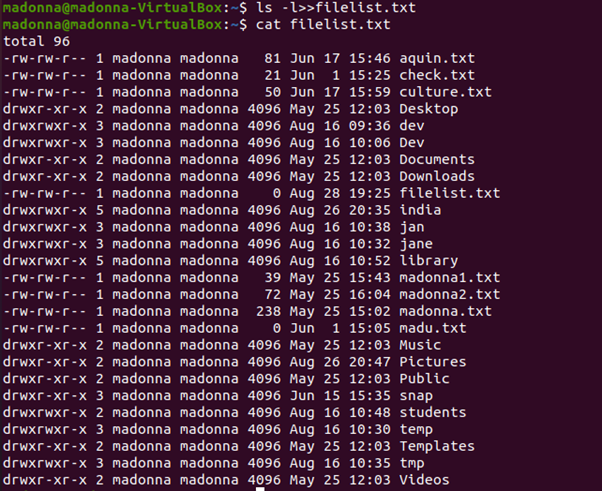 madonna@madonna-VirtualBox:~$ ls -l>>filelist.txt
madonna@madonna-VirtualBox:~$ cat filelist.txt
total 96
-rw-rw-r-- 1 madonna madonna   81 Jun 17 15:46 aquin.txt
-rw-rw-r-- 1 madonna madonna   21 Jun  1 15:25 check.txt
-rw-rw-r-- 1 madonna madonna   50 Jun 17 15:59 culture.txt
drwxr-xr-x 2 madonna madonna 4096 May 25 12:03 Desktop
drwxrwxr-x 3 madonna madonna 4096 Aug 16 09:36 dev
drwxrwxr-x 3 madonna madonna 4096 Aug 16 10:06 Dev
drwxr-xr-x 2 madonna madonna 4096 May 25 12:03 Documents
drwxr-xr-x 2 madonna madonna 4096 May 25 12:03 Downloads
-rw-rw-r-- 1 madonna madonna    0 Aug 28 19:25 filelist.txt
drwxrwxr-x 5 madonna madonna 4096 Aug 26 20:35 india
drwxrwxr-x 3 madonna madonna 4096 Aug 16 10:38 jan
drwxrwxr-x 3 madonna madonna 4096 Aug 16 10:32 jane
drwxrwxr-x 5 madonna madonna 4096 Aug 16 10:52 library
-rw-rw-r-- 1 madonna madonna   39 May 25 15:43 madonna1.txt
-rw-rw-r-- 1 madonna madonna   72 May 25 16:04 madonna2.txt
-rw-rw-r-- 1 madonna madonna  238 May 25 15:02 madonna.txt
-rw-rw-r-- 1 madonna madonna    0 Jun  1 15:05 madu.txt
drwxr-xr-x 2 madonna madonna 4096 May 25 12:03 Music
drwxr-xr-x 2 madonna madonna 4096 Aug 26 20:47 Pictures
drwxr-xr-x 2 madonna madonna 4096 May 25 12:03 Public
drwxr-xr-x 3 madonna madonna 4096 Jun 15 15:35 snap
drwxrwxr-x 2 madonna madonna 4096 Aug 16 10:48 students
drwxrwxr-x 3 madonna madonna 4096 Aug 16 10:30 temp
drwxr-xr-x 2 madonna madonna 4096 May 25 12:03 Templates
drwxrwxr-x 3 madonna madonna 4096 Aug 16 10:35 tmp
drwxr-xr-x 2 madonna madonna 4096 May 25 12:03 Videos